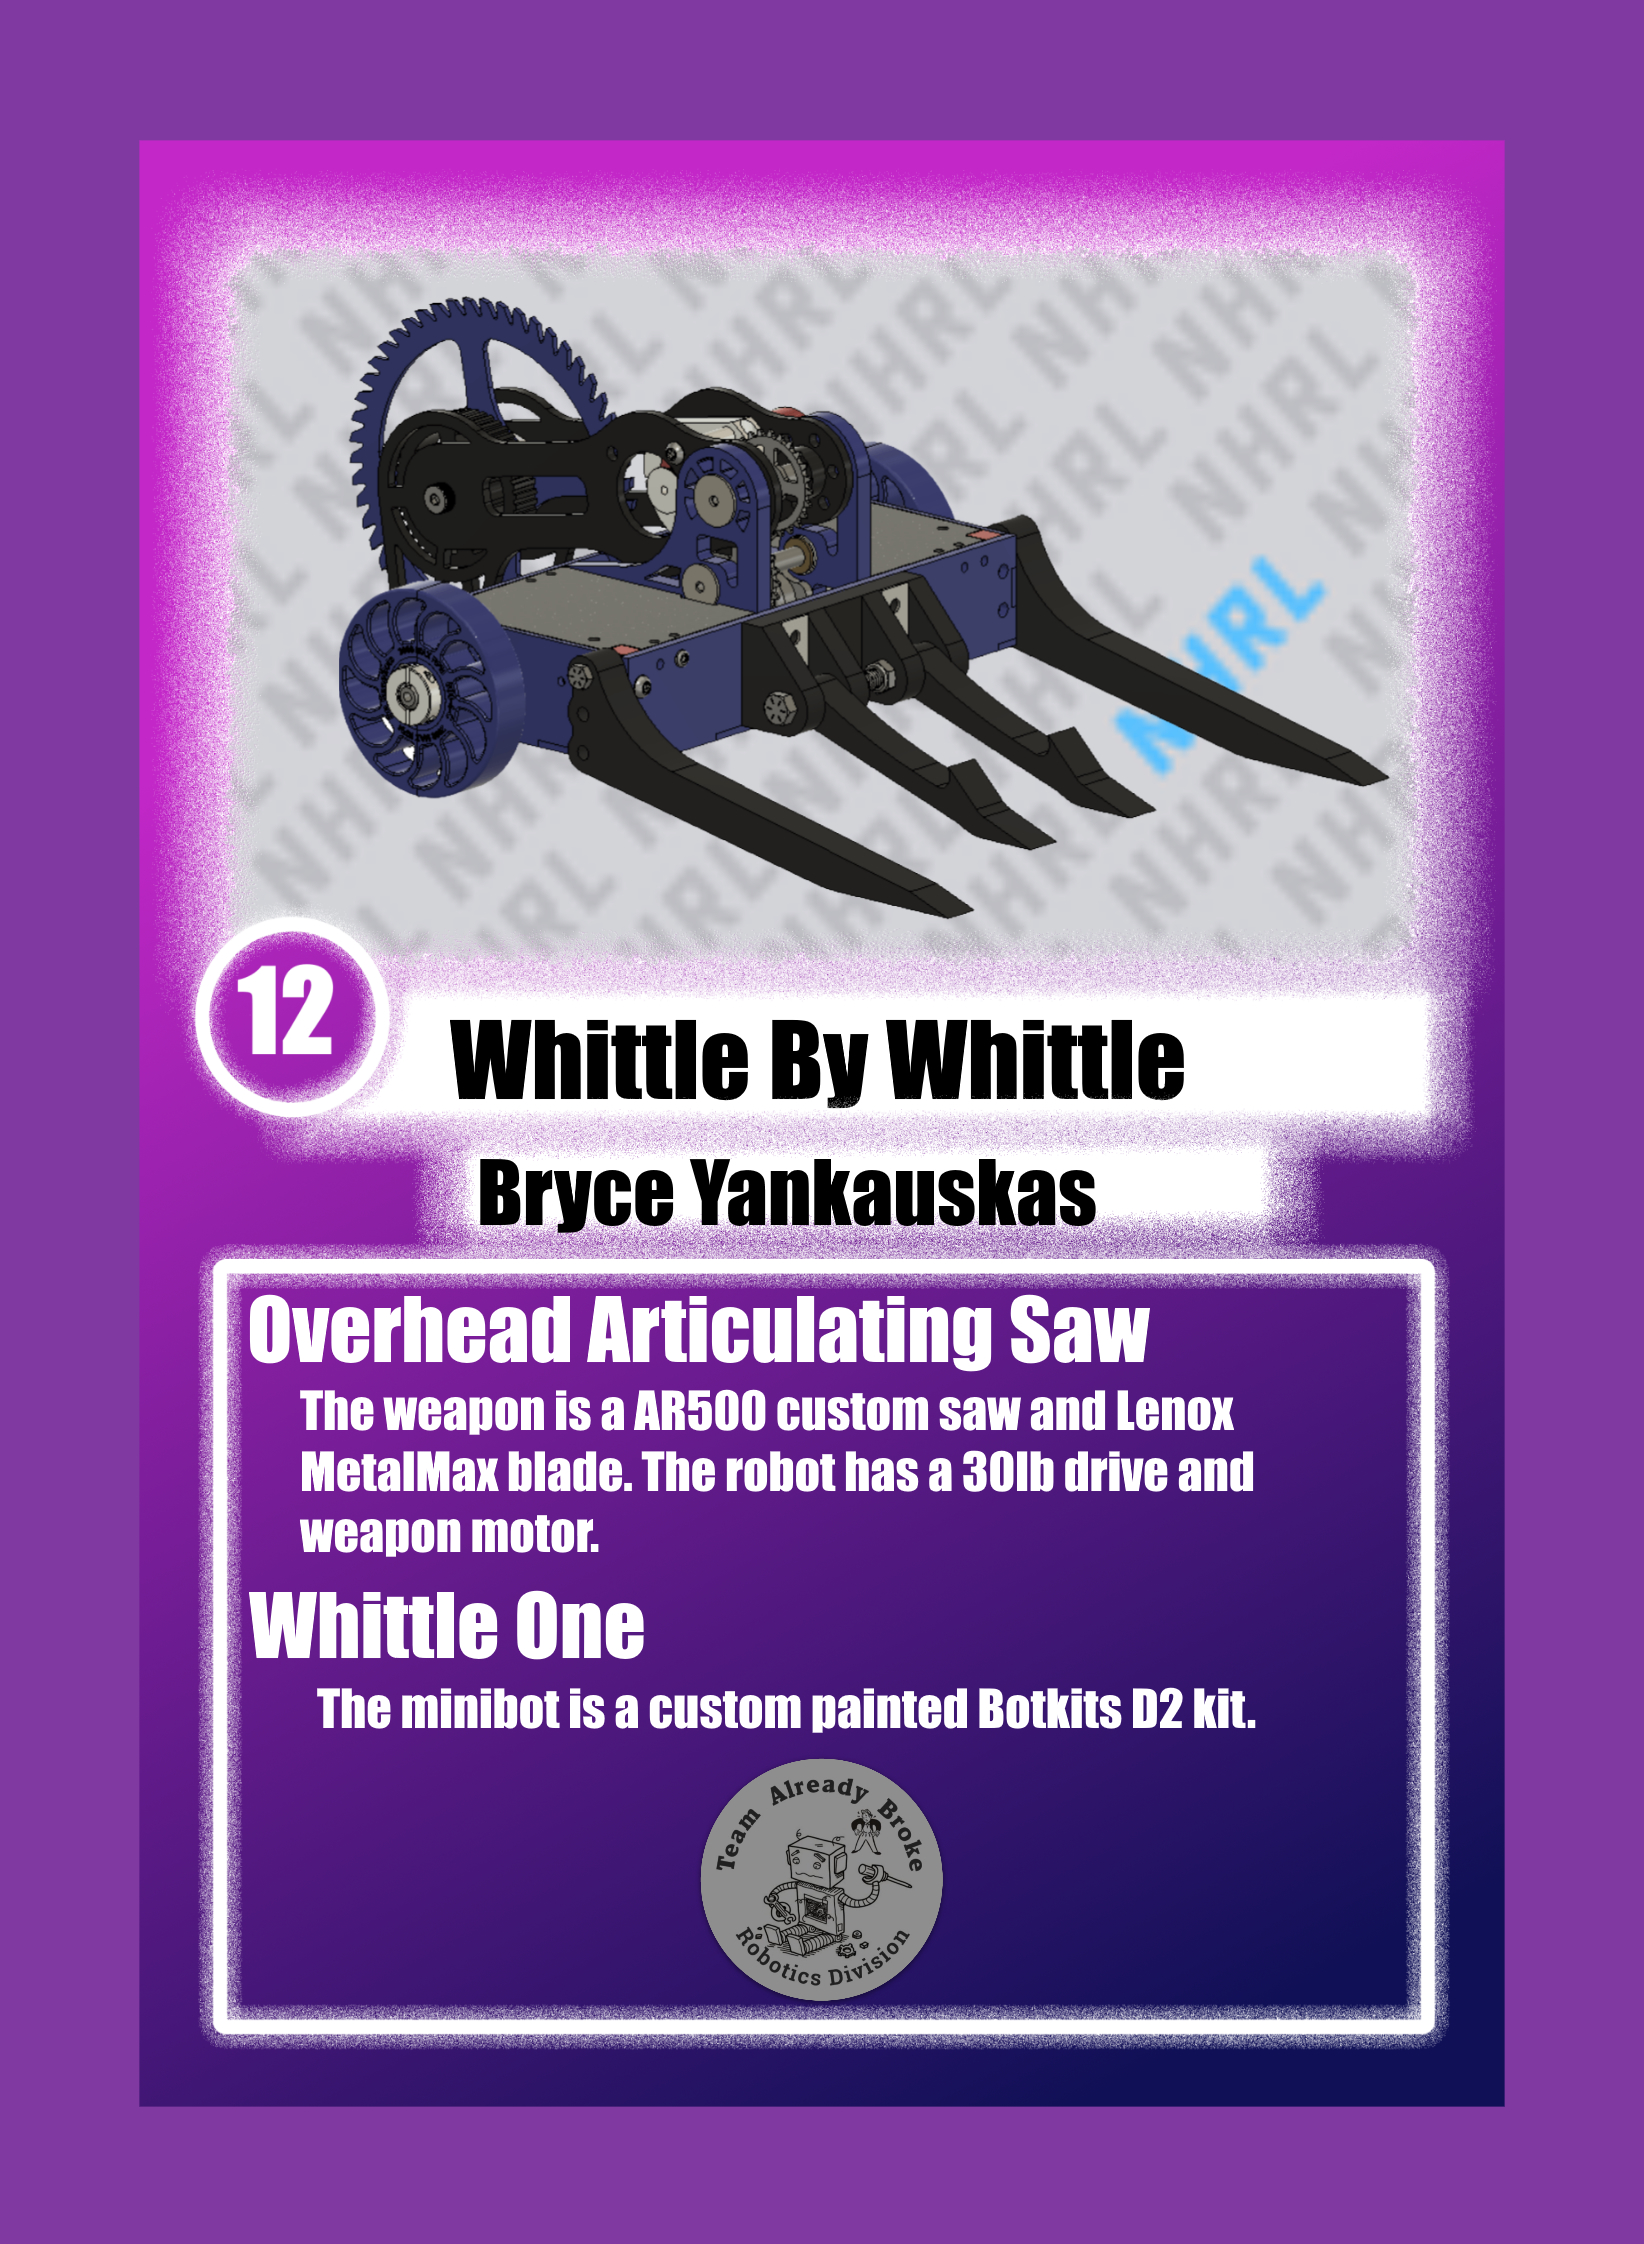 NHRL
12
Whittle By Whittle
Bryce Yankauskas
Overhead Articulating Saw
The weapon is a AR500 custom saw and Lenox
MetalMax blade. The robot has a 30lb drive and
weapon motor.
Whittle One
The minibot is a custom painted Botkits D2 kit.
Team Already Broke
Robotics Division